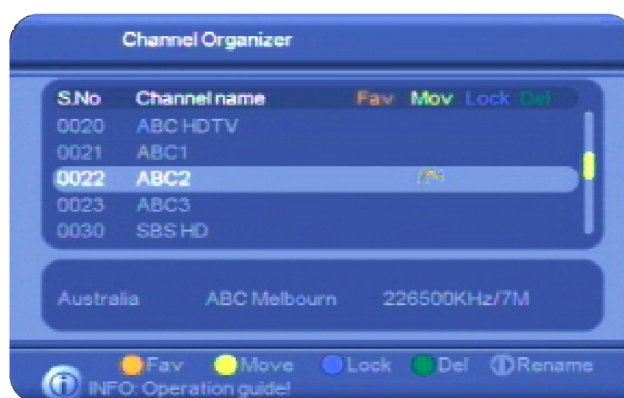 Channel Organizer
S.No Channel name Fav Mov Lock Del
0020 ABC HDTV
0021 ABC1
0022 ABC2
0023 ABC3
0030 SBS HD
Australia ABC Melbourn 226500KHz/7M
Fav Move Lock Del Rename
INFO: Operation guide!